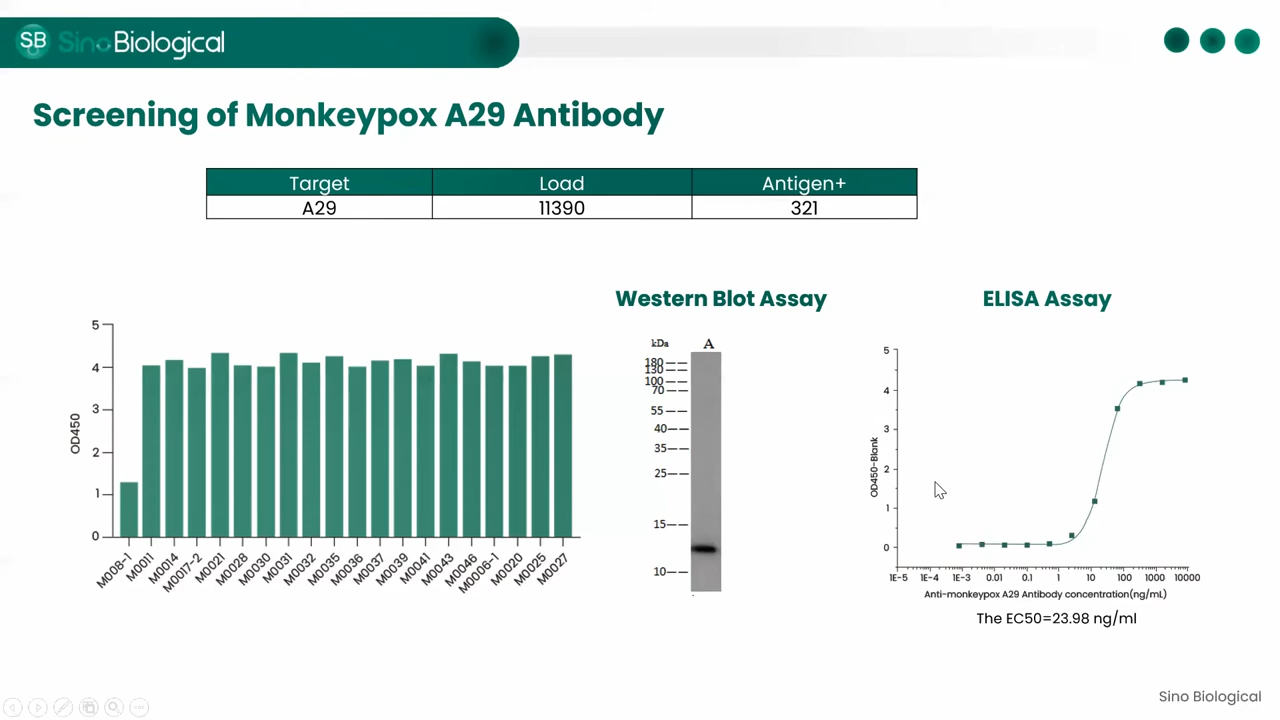 SB SinoBiological
Screening of Monkeypox A29 Antibody
Target Load Antigen+
A29 11390 321
Western Blot Assay
ELISA Assay
5
4
3
2
1
0
OD450
M008-1
M0011
M0014
M0017-2
M0021
M0028
M0030
M0031
M0032
M0035
M0036
M0037
M0039
M0041
M0043
M0046
M0006-1
M0020
M0025
M0027
kDa A
180
130
100
70
55
40
35
25
15
10
5
4
3
2
1
0
OD450-Blank
1E-5 1E-4 1E-3 0.01 0.1 1 10 100 1000 10000
Anti-monkeypox A29 Antibody concentration(ng/mL)
The EC50=23.98 ng/ml
Sino Biological